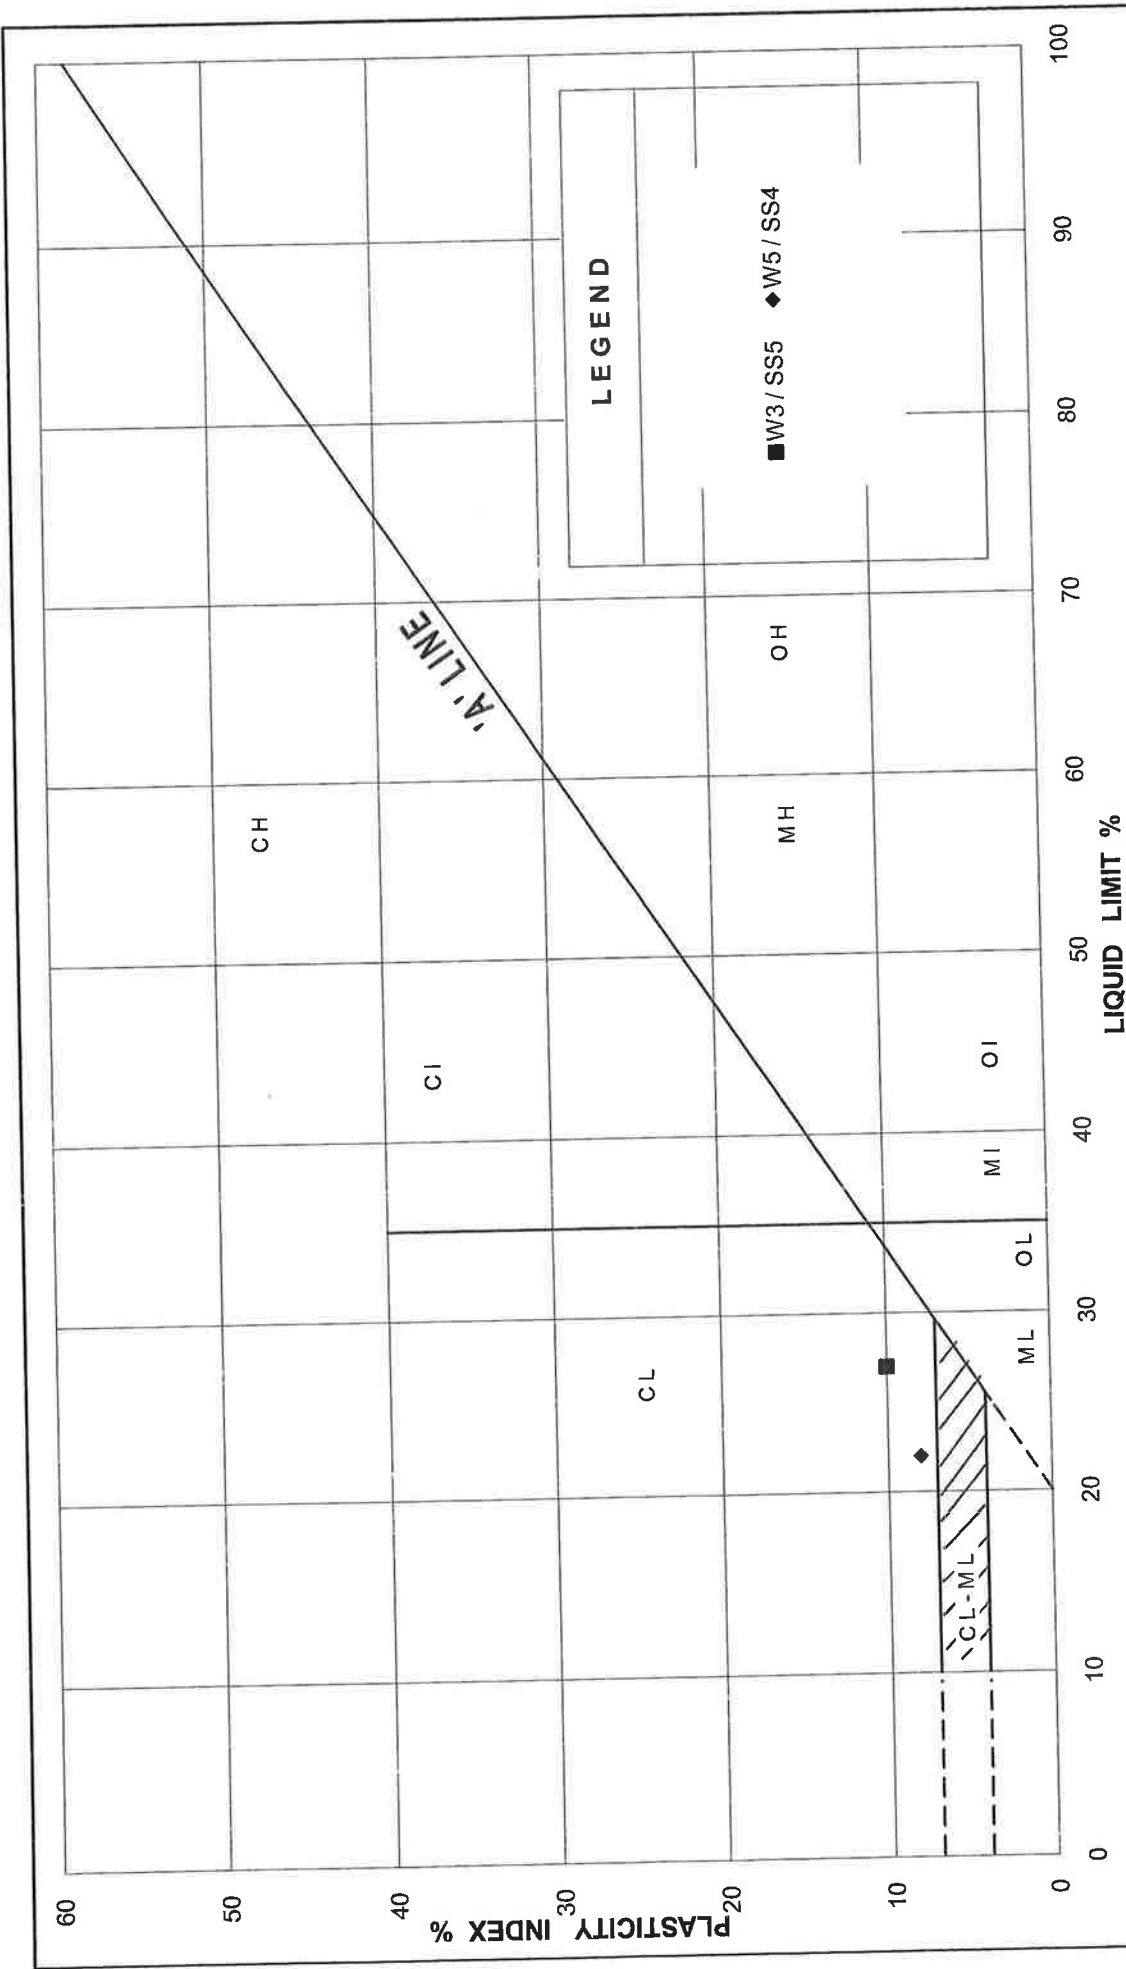 60
50
40
30
20
10
0
PLASTICITY INDEX %
CH
CI
CL
'A' LINE
LEGEND
■W3 / SS5 ◆W5 / SS4
OH
MH
OI
MI
OL
ML
CL-ML
0 10 20 30 40 50 60 70 80 90 100
LIQUID LIMIT %